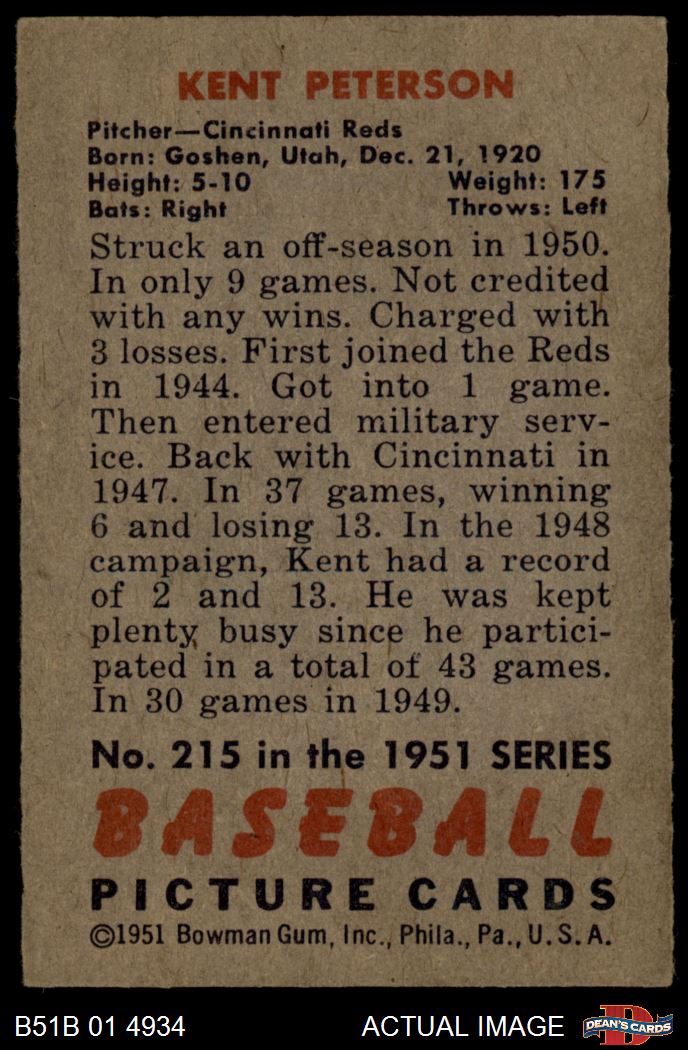 KENT PETERSON
Pitcher—Cincinnati Reds
Born: Goshen, Utah, Dec. 21, 1920
Height: 5-10 Weight: 175
Bats: Right Throws: Left
Struck an off-season in 1950.
In only 9 games. Not credited
with any wins. Charged with
3 losses. First joined the Reds
in 1944. Got into 1 game.
Then entered military serv-
ice. Back with Cincinnati in
1947. In 37 games, winning
6 and losing 13. In the 1948
campaign, Kent had a record
of 2 and 13. He was kept
plenty busy since he partici-
pated in a total of 43 games.
In 30 games in 1949.
No. 215 in the 1951 SERIES
BASEBALL
PICTURE CARDS
©1951 Bowman Gum, Inc., Phila., Pa., U.S.A.
B51B 01 4934 ACTUAL IMAGE DEAN'S CARDS